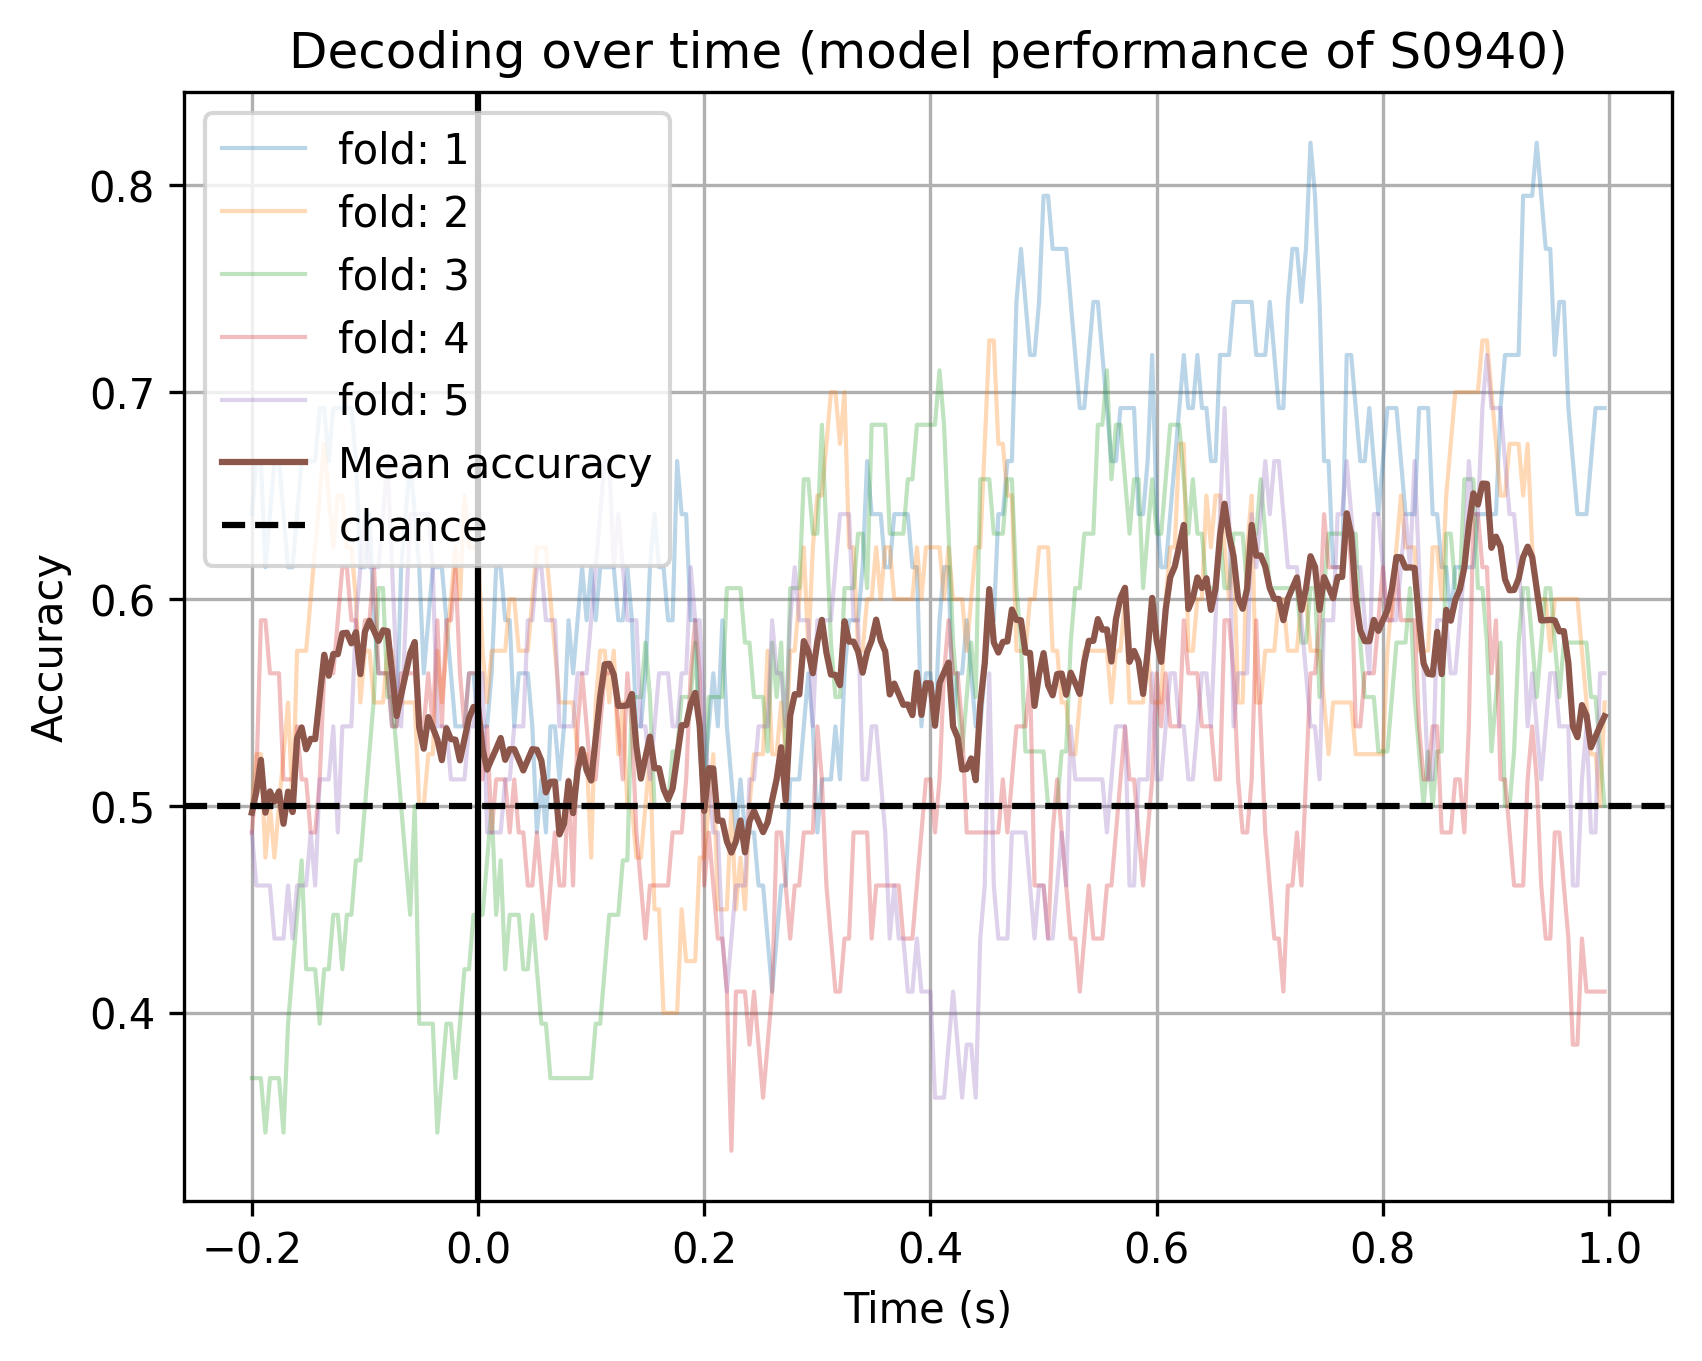 Decoding over time (model performance of S0940)
fold: 1
fold: 2
fold: 3
fold: 4
fold: 5
Mean accuracy
chance
Accuracy
0.8
0.7
0.6
0.5
0.4
−0.2 0.0 0.2 0.4 0.6 0.8 1.0
Time (s)